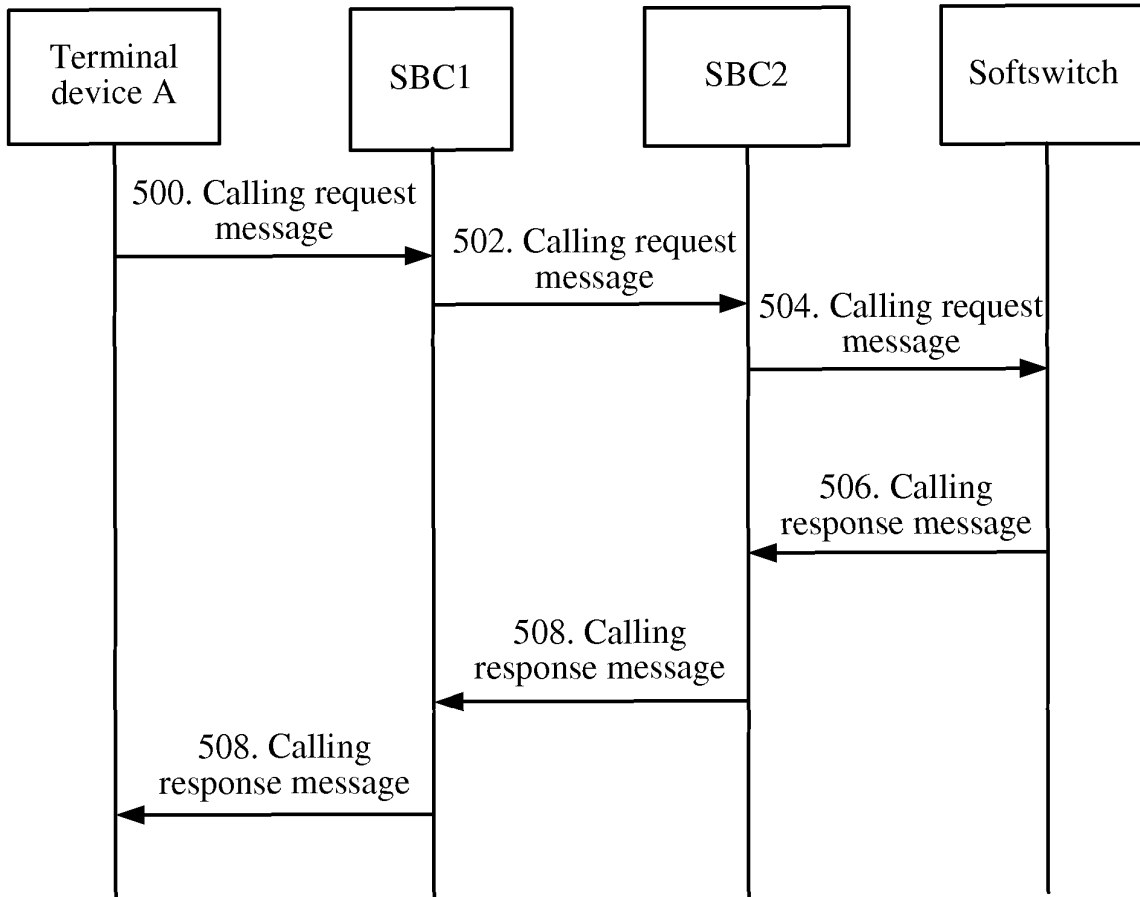 Terminal
device A
SBC1
SBC2
Softswitch
500. Calling request
message
502. Calling request
message
504. Calling request
message
506. Calling
response message
508. Calling
response message
508. Calling
response message